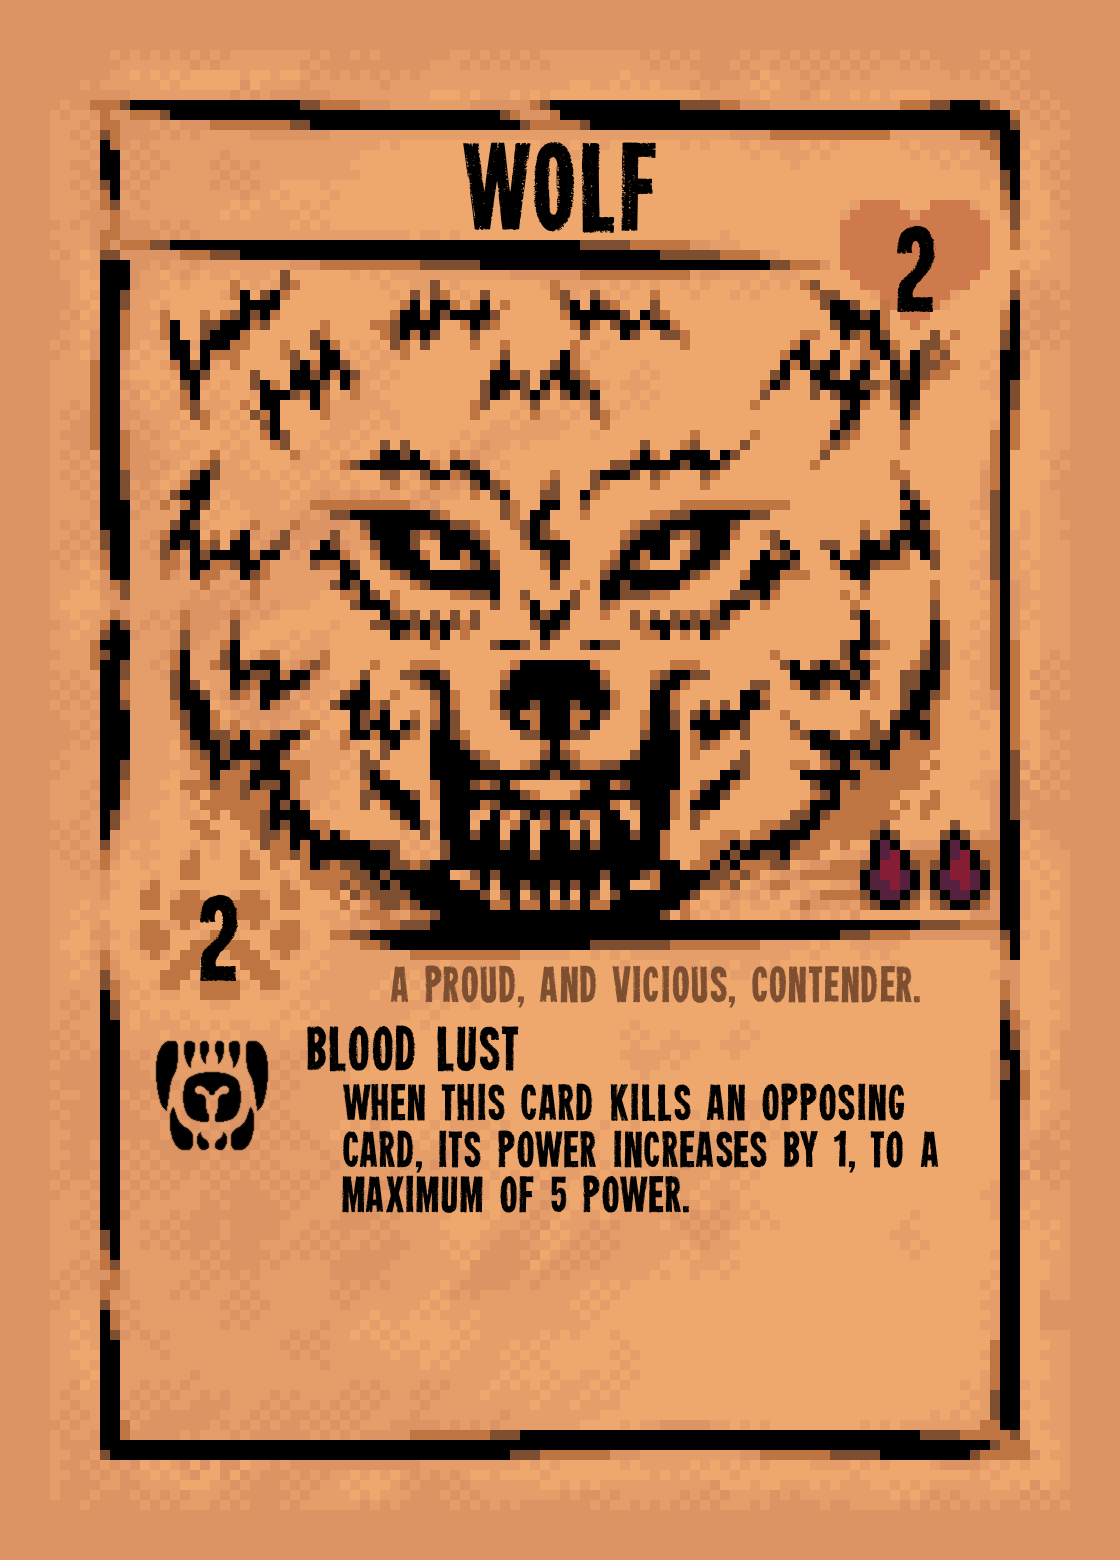 WOLF
2
2
A PROUD, AND VICIOUS, CONTENDER.
BLOOD LUST
WHEN THIS CARD KILLS AN OPPOSING
CARD, ITS POWER INCREASES BY 1, TO A
MAXIMUM OF 5 POWER.